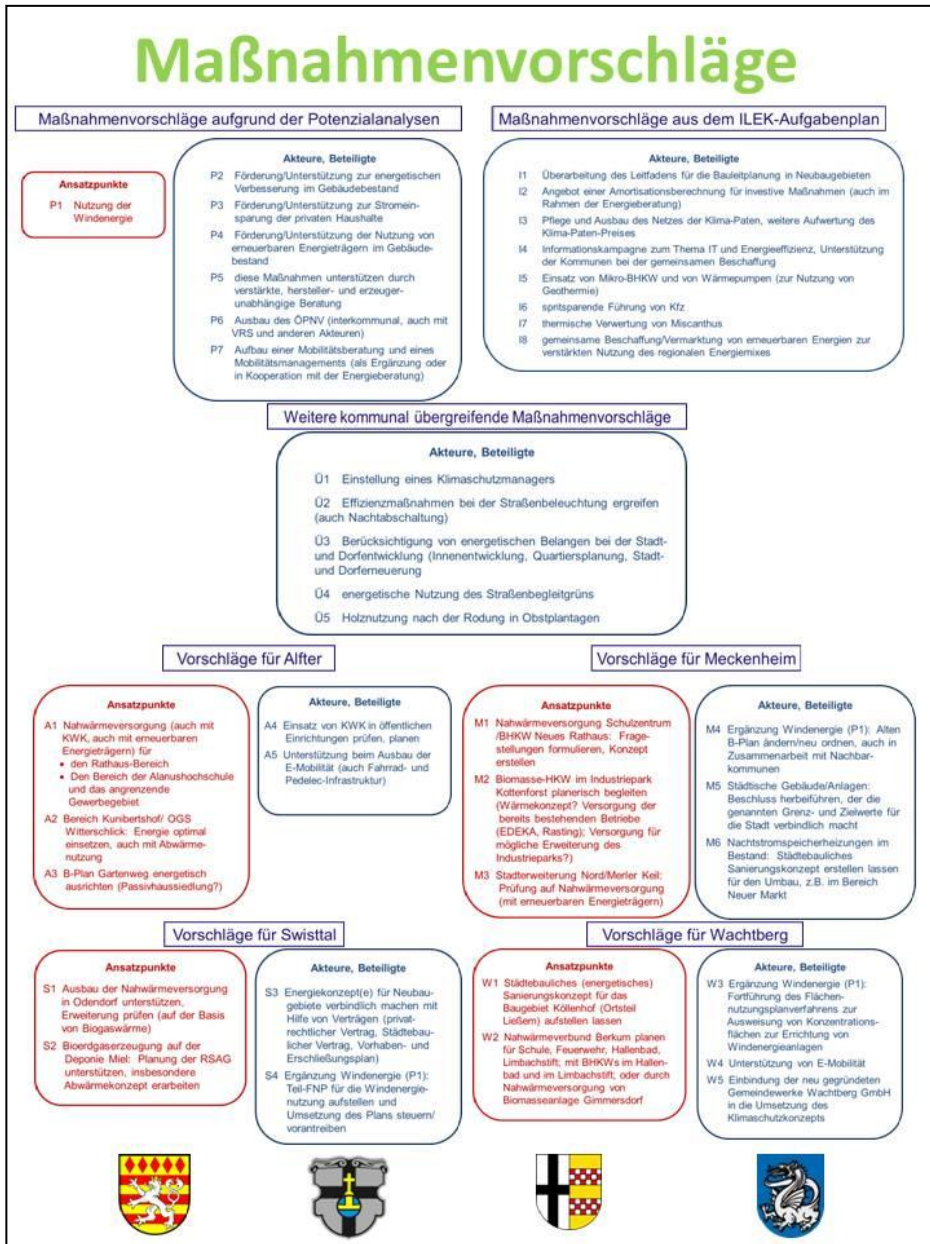 Maßnahmenvorschläge
Maßnahmenvorschläge aufgrund der Potenzialanalysen
Ansatzpunkte
P1 Nutzung der
Windenergie
Akteure, Beteiligte
P2 Förderung/Unterstützung zur energetischen
Verbesserung im Gebäudebestand
P3 Förderung/Unterstützung zur Stromein-
sparung der privaten Haushalte
P4 Förderung/Unterstützung der Nutzung von
erneuerbaren Energieträgern im Gebäude-
bestand
P5 diese Maßnahmen unterstützen durch
verstärkte, hersteller- und erzeuger-
unabhängige Beratung
P6 Ausbau des ÖPNV (interkommunal, auch mit
VRS und anderen Akteuren)
P7 Aufbau einer Mobilitätsberatung und eines
Mobilitätsmanagements (als Ergänzung oder
in Kooperation mit der Energieberatung)
Maßnahmenvorschläge aus dem ILEK-Aufgabenplan
Akteure, Beteiligte
I1 Überarbeitung des Leitfadens für die Bauleitplanung in Neubaugebieten
I2 Angebot einer Amortisationsberechnung für investive Maßnahmen (auch im
Rahmen der Energieberatung)
I3 Pflege und Ausbau des Netzes der Klima-Paten, weitere Aufwertung des
Klima-Paten-Preises
I4 Informationskampagne zum Thema IT und Energieeffizienz, Unterstützung
der Kommunen bei der gemeinsamen Beschaffung
I5 Einsatz von Mikro-BHKW und von Wärmepumpen (zur Nutzung von
Geothermie)
I6 spritsparende Führung von Kfz
I7 thermische Verwertung von Miscanthus
I8 gemeinsame Beschaffung/Vermarktung von erneuerbaren Energien zur
verstärkten Nutzung des regionalen Energiemixes
Weitere kommunal übergreifende Maßnahmenvorschläge
Akteure, Beteiligte
Ü1 Einstellung eines Klimaschutzmanagers
Ü2 Effizienzmaßnahmen bei der Straßenbeleuchtung ergreifen
(auch Nachtabschaltung)
Ü3 Berücksichtigung von energetischen Belangen bei der Stadt-
und Dorfentwicklung (Innenentwicklung, Quartiersplanung, Stadt-
und Dorferneuerung
Ü4 energetische Nutzung des Straßenbegleitgrüns
Ü5 Holznutzung nach der Rodung in Obstplantagen
Vorschläge für Alfter
Ansatzpunkte
A1 Nahwärmeversorgung (auch mit
KWK, auch mit erneuerbaren
Energieträgern) für
• den Rathaus-Bereich
• Den Bereich der Alanushochschule
und das angrenzende
Gewerbegebiet
A2 Bereich Kunibertshof/ OGS
Witterschlick: Energie optimal
einsetzen, auch mit Abwärme-
nutzung
A3 B-Plan Gartenweg energetisch
ausrichten (Passivhaussiedlung?)
Akteure, Beteiligte
A4 Einsatz von KWK in öffentlichen
Einrichtungen prüfen, planen
A5 Unterstützung beim Ausbau der
E-Mobilität (auch Fahrrad- und
Pedelec-Infrastruktur)
Vorschläge für Meckenheim
Ansatzpunkte
M1 Nahwärmeversorgung Schulzentrum
/BHKW Neues Rathaus: Frage-
stellungen formulieren, Konzept
erstellen
M2 Biomasse-HKW im Industriepark
Kottenforst planerisch begleiten
(Wärmekonzept? Versorgung der
bereits bestehenden Betriebe
(EDEKA, Rasting); Versorgung für
mögliche Erweiterung des
Industrieparks?)
M3 Stadterweiterung Nord/Merler Keil:
Prüfung auf Nahwärmeversorgung
(mit erneuerbaren Energieträgern)
Akteure, Beteiligte
M4 Ergänzung Windenergie (P1): Alten
B-Plan ändern/neu ordnen, auch in
Zusammenarbeit mit Nachbar-
kommunen
M5 Städtische Gebäude/Anlagen:
Beschluss herbeiführen, der die
genannten Grenz- und Zielwerte für
die Stadt verbindlich macht
M6 Nachtstromspeicherheizungen im
Bestand: Städtebauliches
Sanierungskonzept erstellen lassen
für den Umbau, z.B. im Bereich
Neuer Markt
Vorschläge für Swisttal
Ansatzpunkte
S1 Ausbau der Nahwärmeversorgung
in Odendorf unterstützen,
Erweiterung prüfen (auf der Basis
von Biogaswärme)
S2 Bioerdgaserzeugung auf der
Deponie Miel: Planung der RSAG
unterstützen, insbesondere
Abwärmekonzept erarbeiten
Akteure, Beteiligte
S3 Energiekonzept(e) für Neubau-
gebiete verbindlich machen mit
Hilfe von Verträgen (privat-
rechtlicher Vertrag, Städtebau-
licher Vertrag, Vorhaben- und
Erschließungsplan)
S4 Ergänzung Windenergie (P1):
Teil-FNP für die Windenergie-
nutzung aufstellen und
Umsetzung des Plans steuern/
vorantreiben
Vorschläge für Wachtberg
Ansatzpunkte
W1 Städtebauliches (energetisches)
Sanierungskonzept für das
Baugebiet Köllenhof (Ortsteil
Ließem) aufstellen lassen
W2 Nahwärmeverbund Berkum planen
für Schule, Feuerwehr, Hallenbad,
Limbachstift; mit BHKWs im Hallen-
bad und im Limbachstift; oder durch
Nahwärmeversorgung von
Biomasseanlage Gimmersdorf
Akteure, Beteiligte
W3 Ergänzung Windenergie (P1):
Fortführung des Flächen-
nutzungsplanverfahrens zur
Ausweisung von Konzentrations-
flächen zur Errichtung von
Windenergieanlagen
W4 Unterstützung von E-Mobilität
W5 Einbindung der neu gegründeten
Gemeindewerke Wachtberg GmbH
in die Umsetzung des
Klimaschutzkonzepts